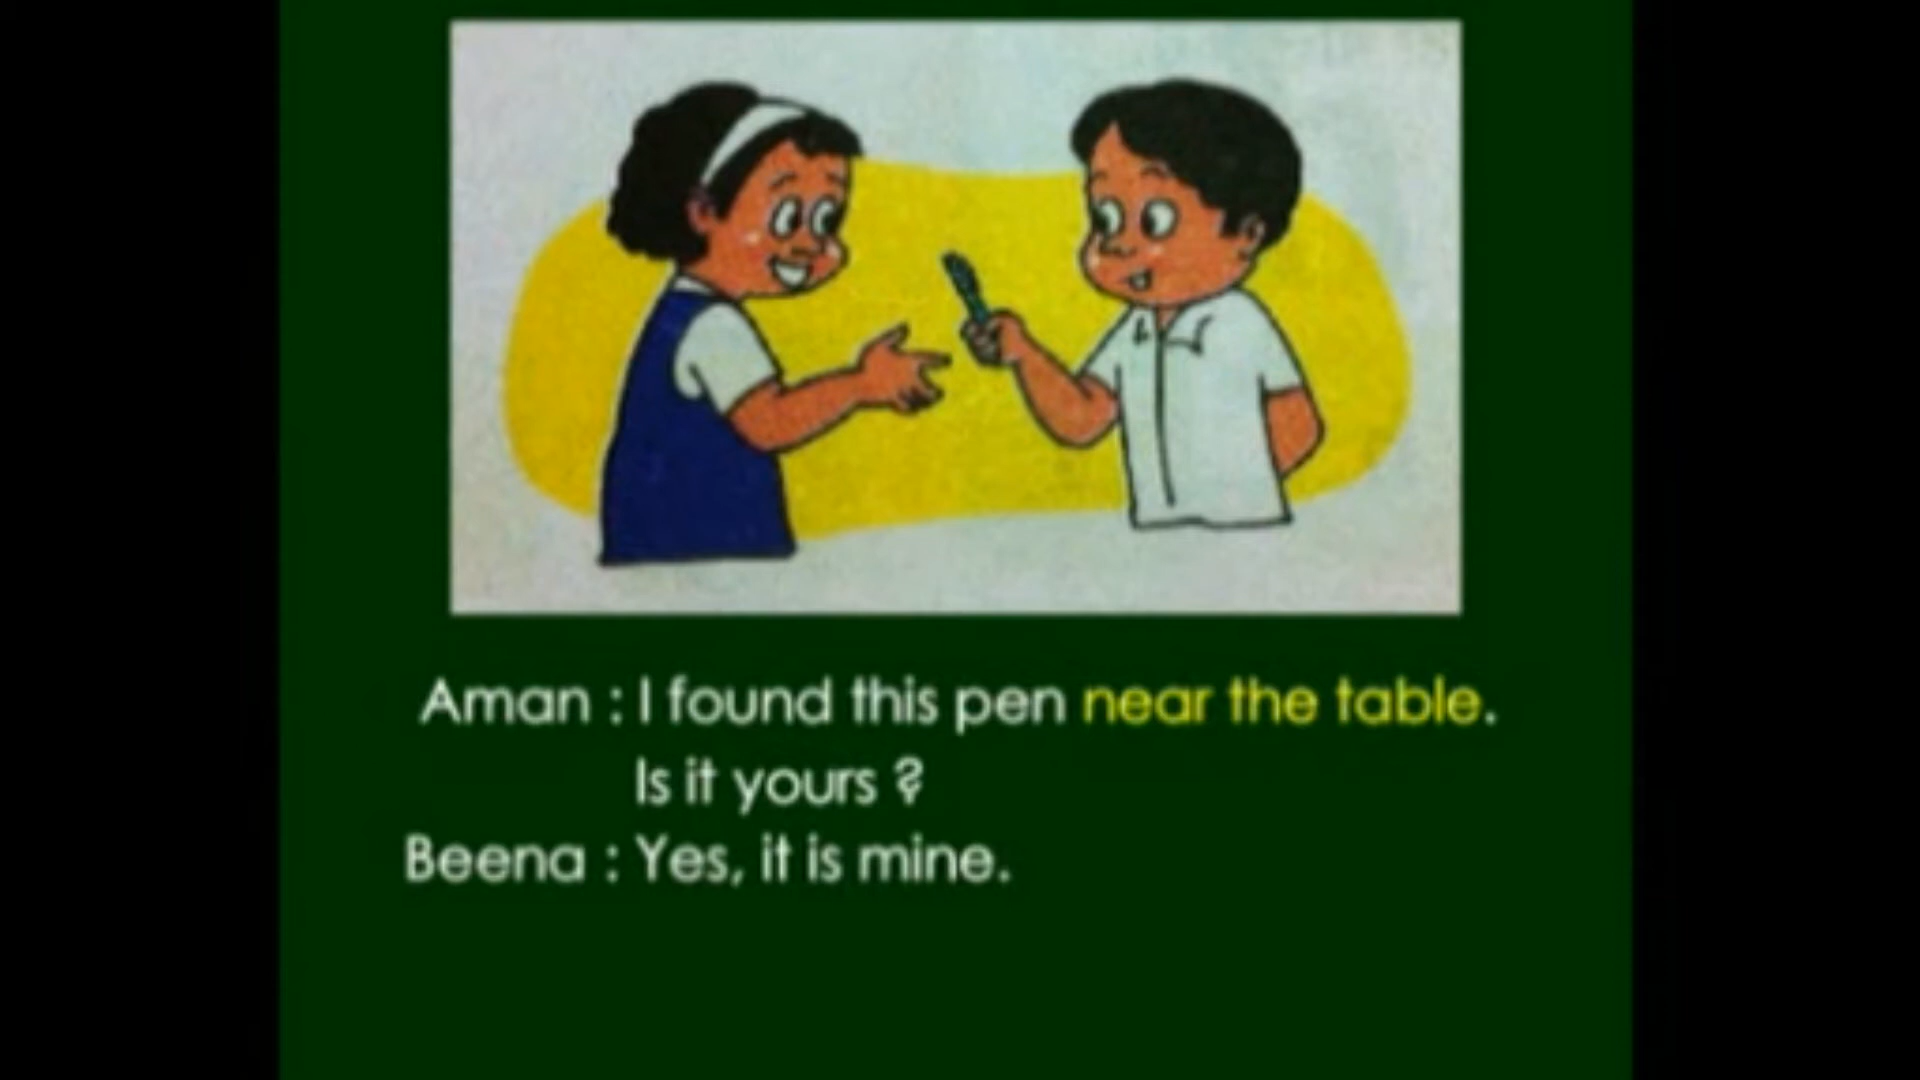 Aman : I found this pen near the table.
Is it yours ?
Beena : Yes, it is mine.